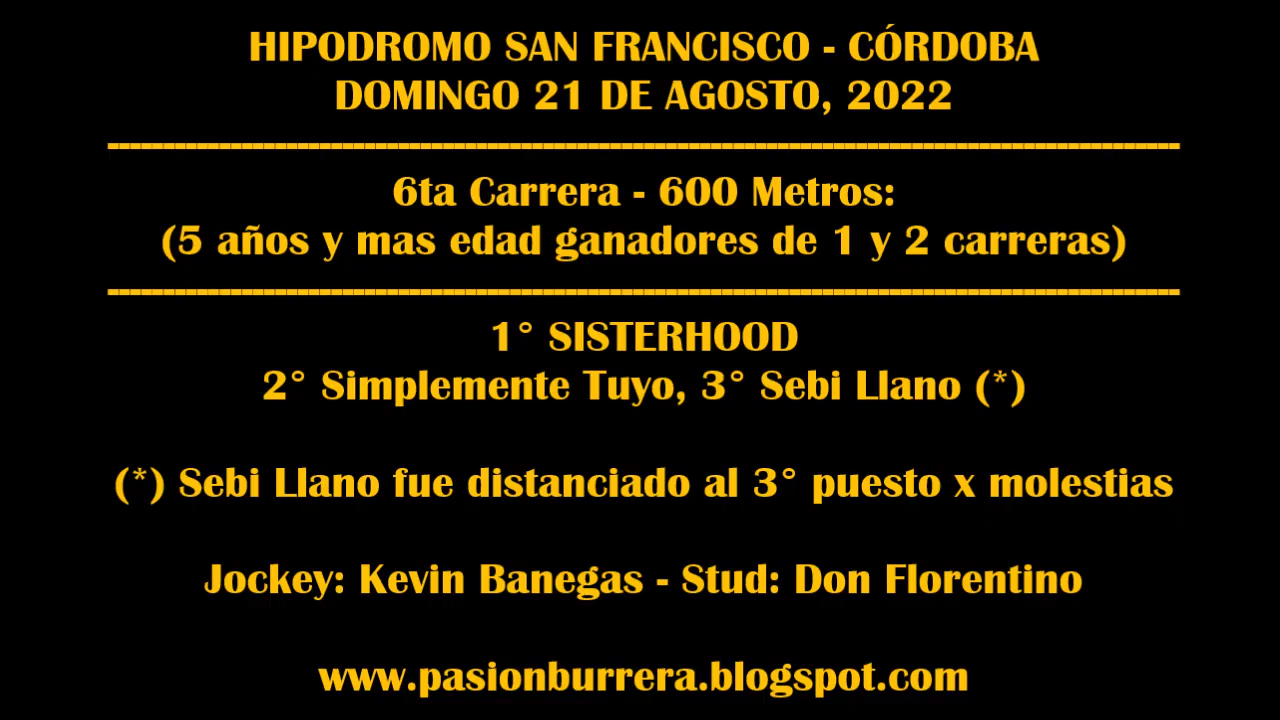 HIPODROMO SAN FRANCISCO - CÓRDOBA
DOMINGO 21 DE AGOSTO, 2022
6ta Carrera - 600 Metros:
(5 años y mas edad ganadores de 1 y 2 carreras)
1° SISTERHOOD
2° Simplemente Tuyo, 3° Sebi Llano (*)
(*) Sebi Llano fue distanciado al 3° puesto x molestias
Jockey: Kevin Banegas - Stud: Don Florentino
www.pasionburrera.blogspot.com